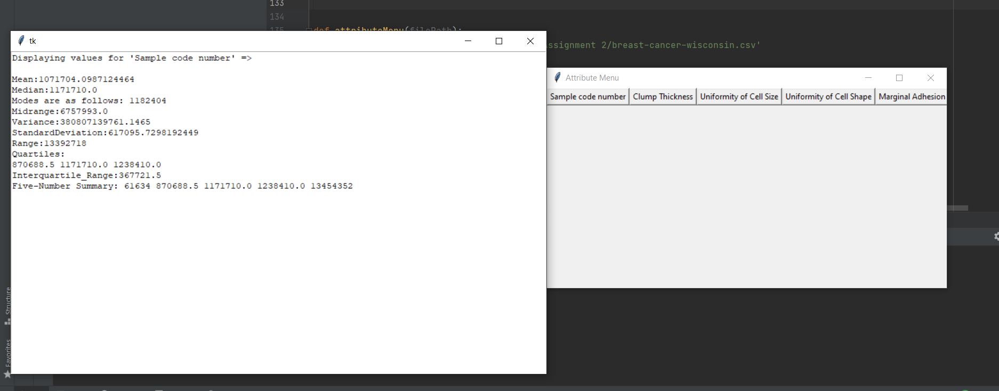 133
134
135 def attributeMenu(filePath):
ssignment 2/breast-cancer-wisconsin.csv'
tk
Displaying values for 'Sample code number' =>
Mean:1071704.0987124464
Median:1171710.0
Modes are as follows: 1182404
Midrange:6757993.0
Variance:380807139761.1465
StandardDeviation:617095.7298192449
Range:13392718
Quartiles:
870688.5 1171710.0 1238410.0
Interquartile_Range:367721.5
Five-Number Summary: 61634 870688.5 1171710.0 1238410.0 13454352
Attribute Menu
Sample code number Clump Thickness Uniformity of Cell Size Uniformity of Cell Shape Marginal Adhesion
Structure
Favorites